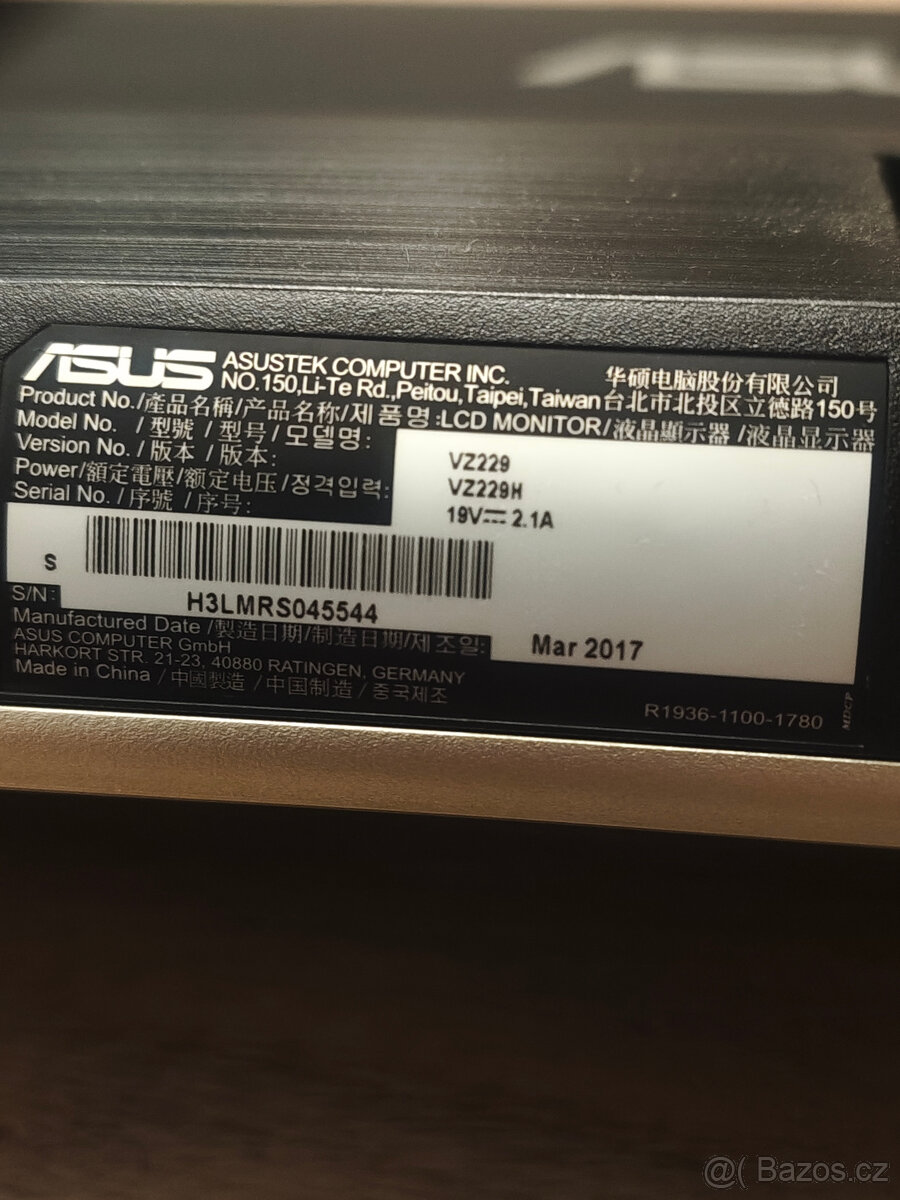 ASUS ASUSTEK COMPUTER INC. 华硕电脑股份有限公司
NO.150,Li-Te Rd.,Peitou,Taipei,Taiwan 台北市北投区立德路150号
Product No./產品名稱/产品名称/제품명:LCD MONITOR/液晶顯示器/液晶显示器
Model No. /型號 /型号/모델명: VZ229
Version No./版本 /版本: VZ229H
Power/額定電壓/额定电压/정격입력: 19V⎓ 2.1A
Serial No. /序號 /序号:
S
S/N: H3LMRS045544
Manufactured Date /製造日期/制造日期/제조일: Mar 2017
ASUS COMPUTER GmbH
HARKORT STR. 21-23, 40880 RATINGEN, GERMANY
Made in China /中國製造 /中国制造 /중국제조
R1936-1100-1780
MDCP
@( Bazos.cz